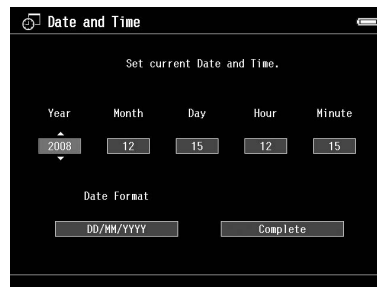 Date and Time
Set current Date and Time.
Year Month Day Hour Minute
2008 12 15 12 15
Date Format
DD/MM/YYYY Complete